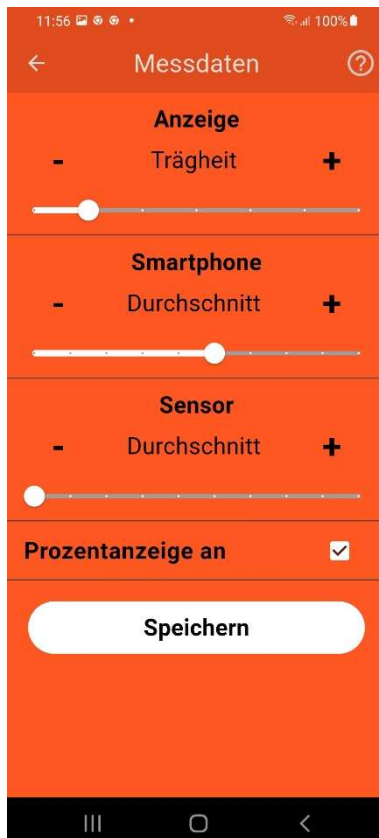 11:56 100%
Messdaten ?
Anzeige
- Trägheit +
Smartphone
- Durchschnitt +
Sensor
- Durchschnitt +
Prozentanzeige an
Speichern